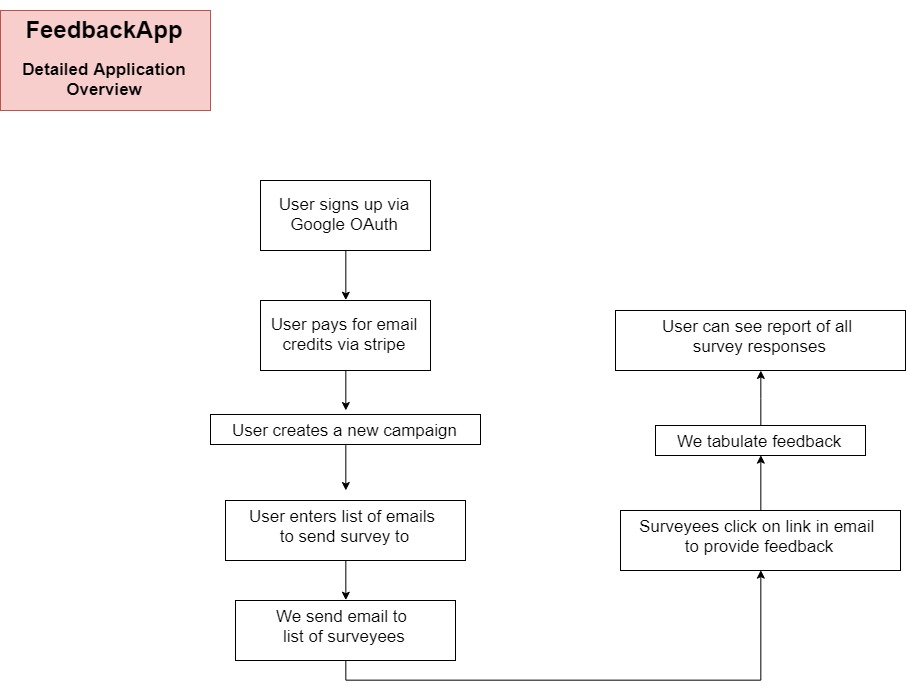 FeedbackApp
Detailed Application
Overview
User signs up via
Google OAuth
User pays for email
credits via stripe
User creates a new campaign
User enters list of emails
to send survey to
We send email to
list of surveyees
Surveyees click on link in email
to provide feedback
We tabulate feedback
User can see report of all
survey responses